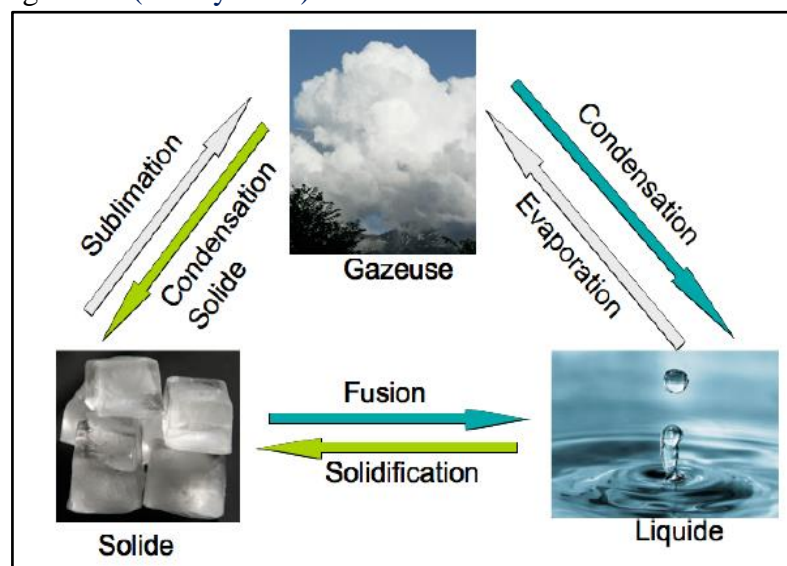 Sublimation
Condensation
Solide
Gazeuse
Condensation
Evaporation
Fusion
Solidification
Solide
Liquide